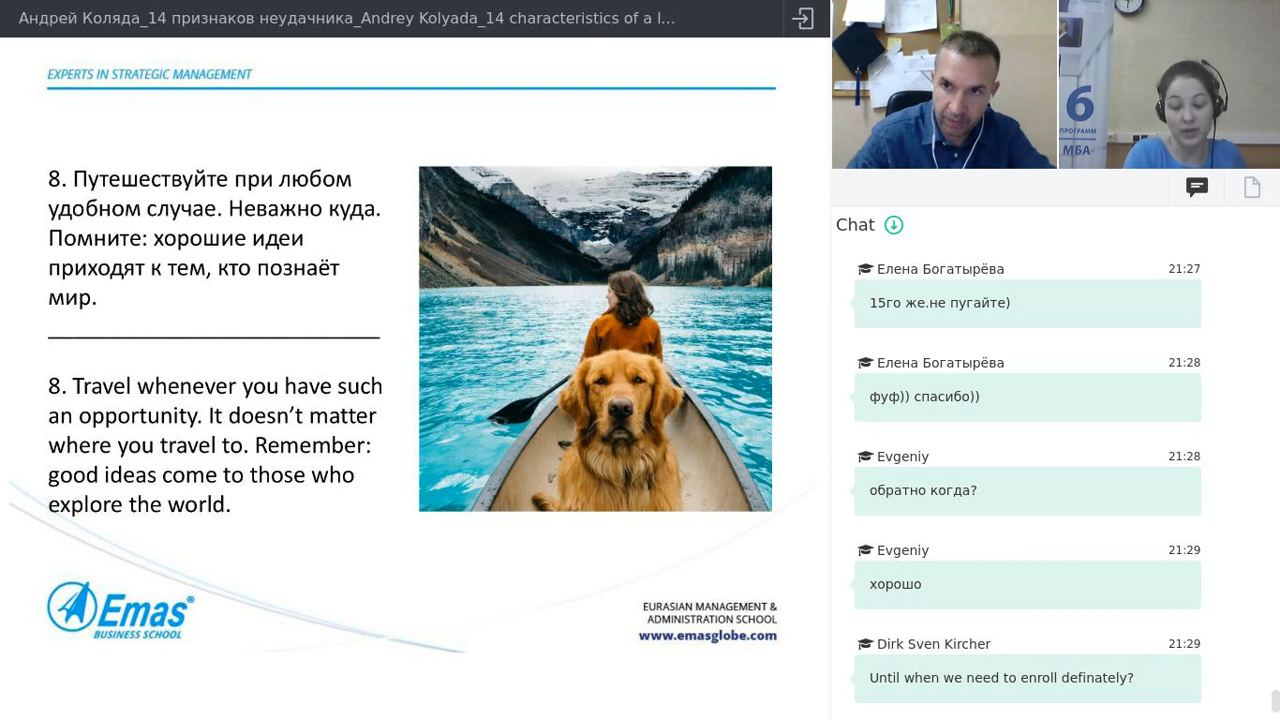 Андрей Коляда_14 признаков неудачника_Andrey Kolyada_14 characteristics of a l...
EXPERTS IN STRATEGIC MANAGEMENT
8. Путешествуйте при любом
удобном случае. Неважно куда.
Помните: хорошие идеи
приходят к тем, кто познаёт
мир.
8. Travel whenever you have such
an opportunity. It doesn’t matter
where you travel to. Remember:
good ideas come to those who
explore the world.
Emas®
BUSINESS SCHOOL
EURASIAN MANAGEMENT &
ADMINISTRATION SCHOOL
www.emasglobe.com
6
ПРОГРАММ
МБА
Chat
Елена Богатырёва 21:27
15го же.не пугайте)
Елена Богатырёва 21:28
фуф)) спасибо))
Evgeniy 21:28
обратно когда?
Evgeniy 21:29
хорошо
Dirk Sven Kircher 21:29
Until when we need to enroll definately?